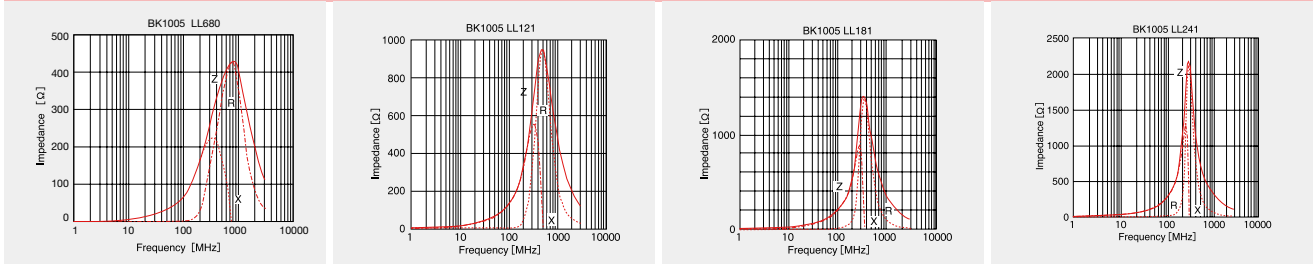 BK1005 LL680
500
400
300
200
100
0
Impedance [Ω]
Z
R
X
1
10
100
1000
10000
Frequency [MHz]
BK1005 LL121
1000
800
600
400
200
0
Impedance [Ω]
Z
R
X
1
10
100
1000
10000
Frequency [MHz]
BK1005 LL181
2000
1000
0
Impedance [Ω]
Z
R
X
1
10
100
1000
10000
Frequency [MHz]
BK1005 LL241
2500
2000
1500
1000
500
0
Impedance [Ω]
Z
R
X
1
10
100
1000
10000
Frequency [MHz]